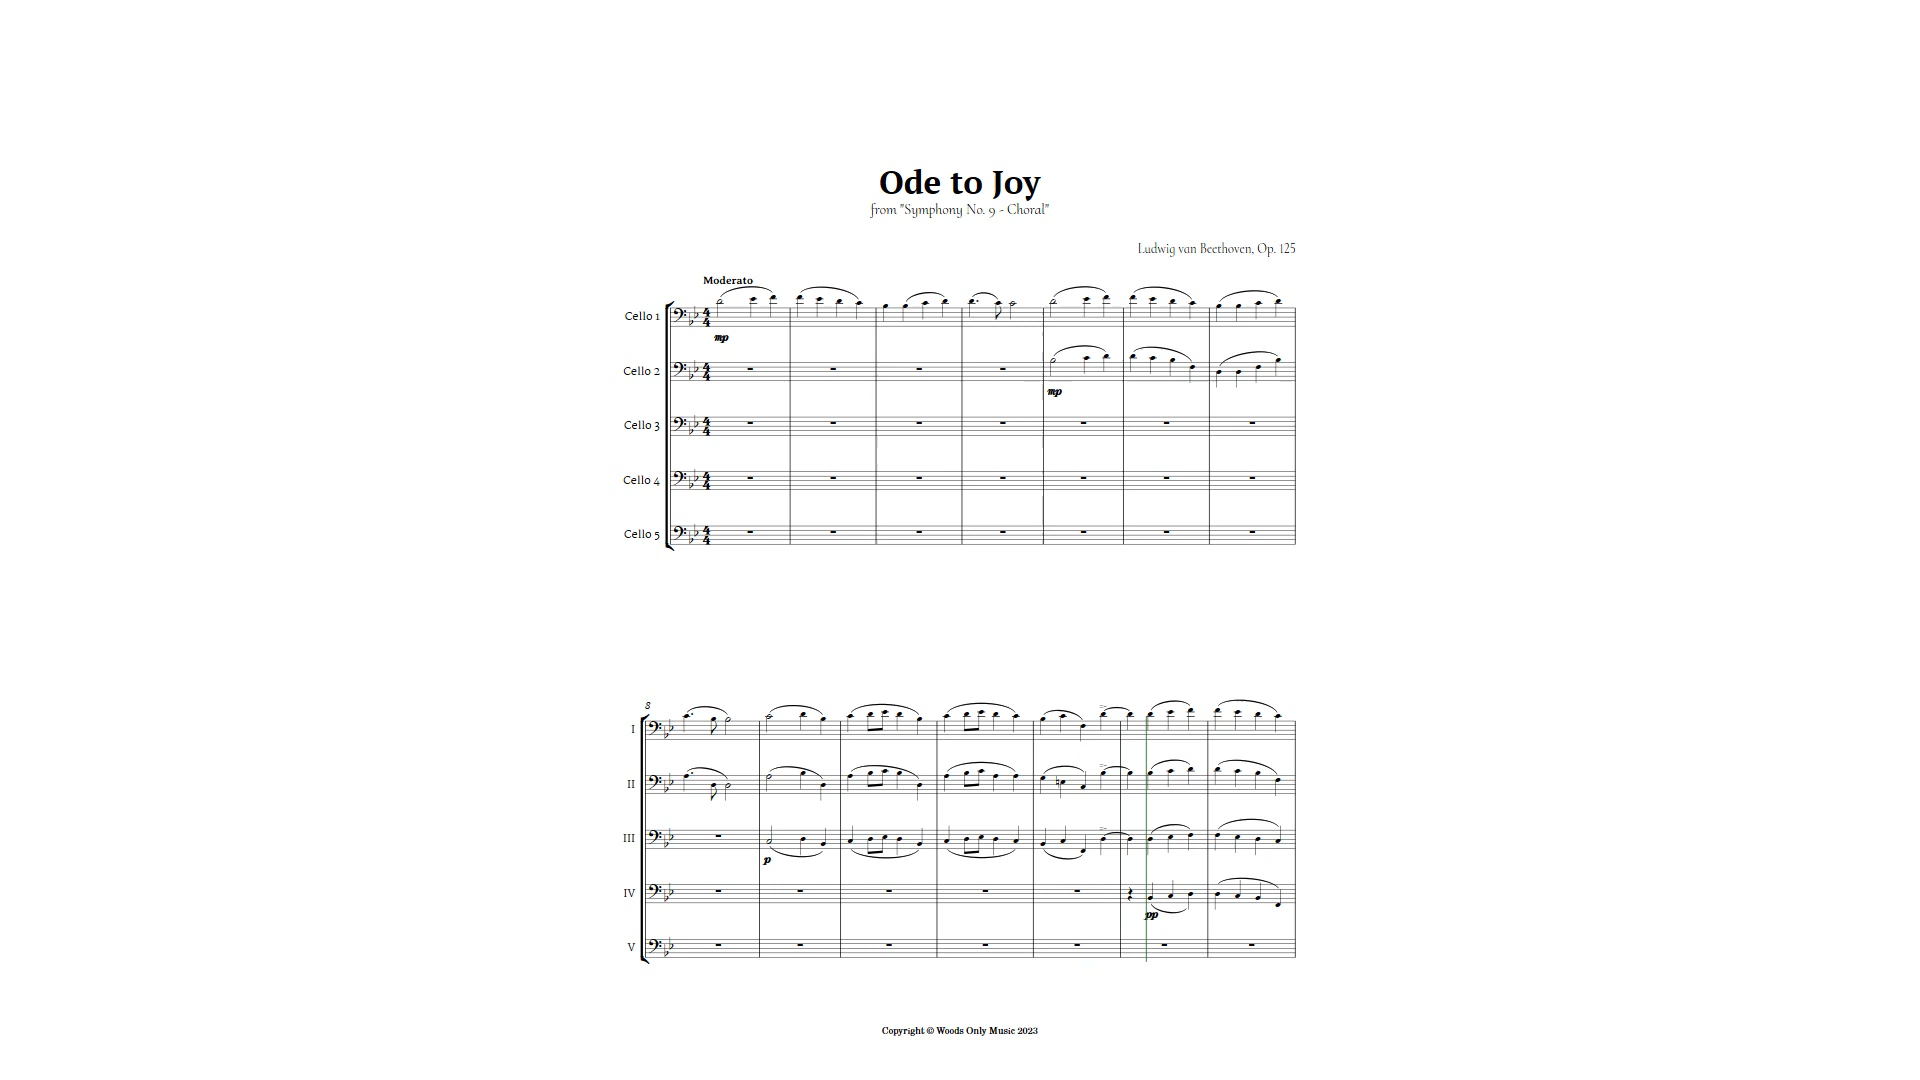 Ode to Joy
from "Symphony No. 9 - Choral"
Ludwig van Beethoven, Op. 125
Moderato
Cello 1
mp
Cello 2
mp
Cello 3
Cello 4
Cello 5
8
I
II
III
p
IV
pp
V
Copyright © Woods Only Music 2023